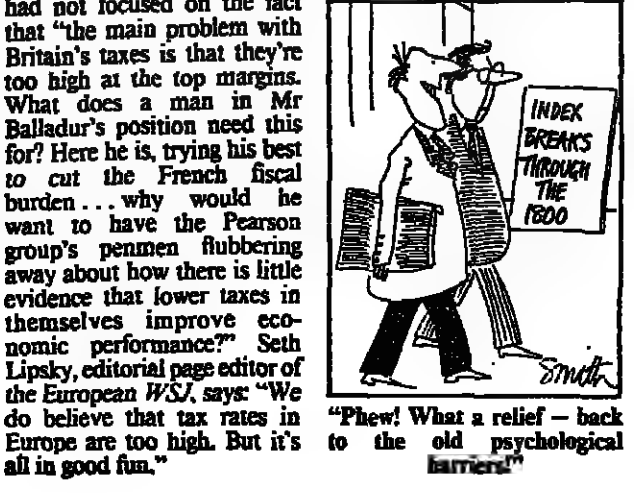 had not focused on the fact
that “the main problem with
Britain's taxes is that they're
too high at the top margins.
What does a man in Mr
Balladur's position need this
for? Here he is, trying his best
to cut the French fiscal
burden . . . why would he
want to have the Pearson
group's penmen flubbering
away about how there is little
evidence that lower taxes in
themselves improve eco-
nomic performance?” Seth
Lipsky, editorial page editor of
the European WSJ, says: “We
do believe that tax rates in
Europe are too high. But it's
all in good fun.”
INDEX
BREAKS
THROUGH
THE
1800
Smith
“Phew! What a relief — back
to the old psychological
barriers!”